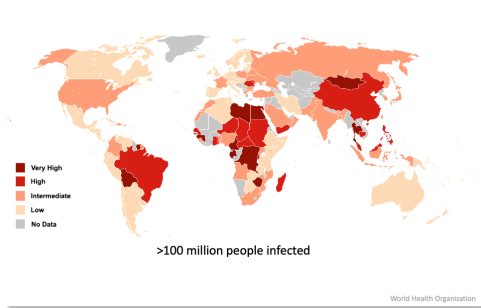 Very High
High
Intermediate
Low
No Data
>100 million people infected
World Health Organization